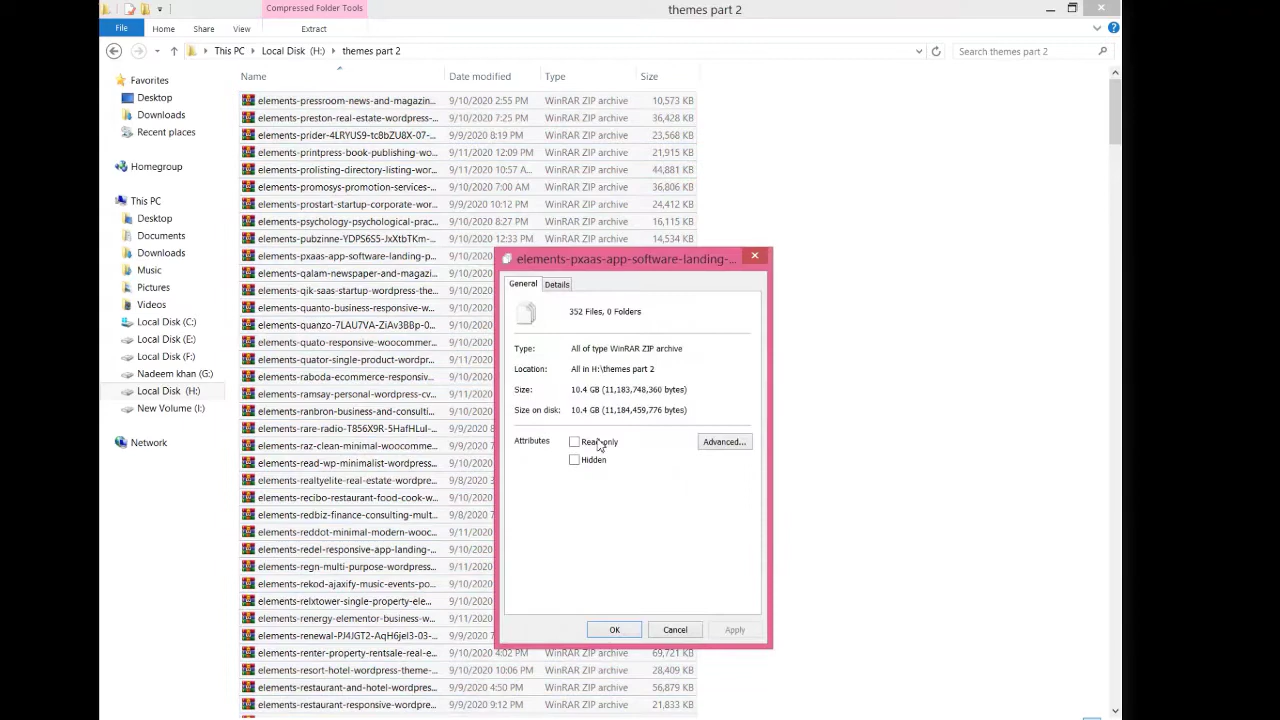 Compressed Folder Tools
themes part 2
File
Home
Share
View
Extract
This PC
Local Disk (H:)
themes part 2
Search themes part 2
Name
Date modified
Type
Size
Favorites
Desktop
Downloads
Recent places
Homegroup
This PC
Desktop
Documents
Downloads
Music
Pictures
Videos
Local Disk (C:)
Local Disk (E:)
Local Disk (F:)
Nadeem khan (G:)
Local Disk (H:)
New Volume (I:)
Network
elements-pressroom-news-and-magazin... 9/10/2020 2:55 PM WinRAR ZIP archive 10,573 KB
elements-preston-real-estate-wordpress-... 9/10/2020 7:25 PM WinRAR ZIP archive 36,428 KB
elements-prider-4LRYUS9-tc8bZU8X-07-... 9/9/2020 8:19 PM WinRAR ZIP archive 23,568 KB
elements-printpress-book-publishing-wo... 9/11/2020 WinRAR ZIP archive 21,915 KB
elements-prolisting-directory-listing-wor... 9/11/2020 WinRAR ZIP archive 44,881 KB
elements-promosys-promotion-services-... 9/10/2020 7:00 AM WinRAR ZIP archive 36,806 KB
elements-prostart-startup-corporate-wor... 9/9/2020 10:12 PM WinRAR ZIP archive 24,412 KB
elements-psychology-psychological-prac... 9/10/2020 8:27 PM WinRAR ZIP archive 16,115 KB
elements-pubzinne-YDPS6S5-JxXtbTKm-... 9/10/2020 12:33 PM WinRAR ZIP archive 14,534 KB
elements-pxaas-app-software-landing-p... 9/10/2020
elements-qalam-newspaper-and-magazi... 9/10/2020
elements-qik-saas-startup-wordpress-the... 9/10/2020
elements-quanto-business-responsive-w... 9/10/2020
elements-quanzo-7LAU7VA-ZiAv3BBp-0... 9/10/2020
elements-quato-responsive-woocommer... 9/10/2020
elements-quator-single-product-wordpr... 9/11/2020
elements-raboda-ecommerce-responsiv... 9/10/2020
elements-ramsay-personal-wordpress-cv... 9/11/2020
elements-ranbron-business-and-consulti... 9/10/2020
elements-rare-radio-T856X9R-5HafHLul-... 9/9/2020
elements-raz-clean-minimal-woocomme... 9/11/2020
elements-read-wp-minimalist-wordpress... 9/10/2020
elements-realtyelite-real-estate-wordpre... 9/8/2020
elements-recibo-restaurant-food-cook-w... 9/10/2020
elements-redbiz-finance-consulting-mult... 9/8/2020
elements-reddot-minimal-modern-wooc... 9/11/2020
elements-redel-responsive-app-landing-... 9/10/2020
elements-regn-multi-purpose-wordpress... 9/11/2020
elements-rekod-ajaxify-music-events-po... 9/10/2020
elements-relxtower-single-property-ele... 9/10/2020
elements-renergy-elementor-business-w... 9/11/2020
elements-renewal-PJ4JGT2-AqH6jel3-03-... 9/9/2020
elements-renter-property-rentsale-real-e... 9/10/2020 4:02 PM WinRAR ZIP archive 69,721 KB
elements-resort-hotel-wordpress-theme-... 9/10/2020 10:06 PM WinRAR ZIP archive 28,409 KB
elements-restaurant-and-hotel-wordpres... 9/9/2020 4:50 PM WinRAR ZIP archive 56,875 KB
elements-restaurant-responsive-wordpre... 9/9/2020 9:12 PM WinRAR ZIP archive 21,833 KB
elements-pxaas-app-software-landing-...
General
Details
352 Files, 0 Folders
Type: All of type WinRAR ZIP archive
Location: All in H:\themes part 2
Size: 10.4 GB (11,183,748,360 bytes)
Size on disk: 10.4 GB (11,184,459,776 bytes)
Attributes
Read-only
Advanced...
Hidden
OK
Cancel
Apply